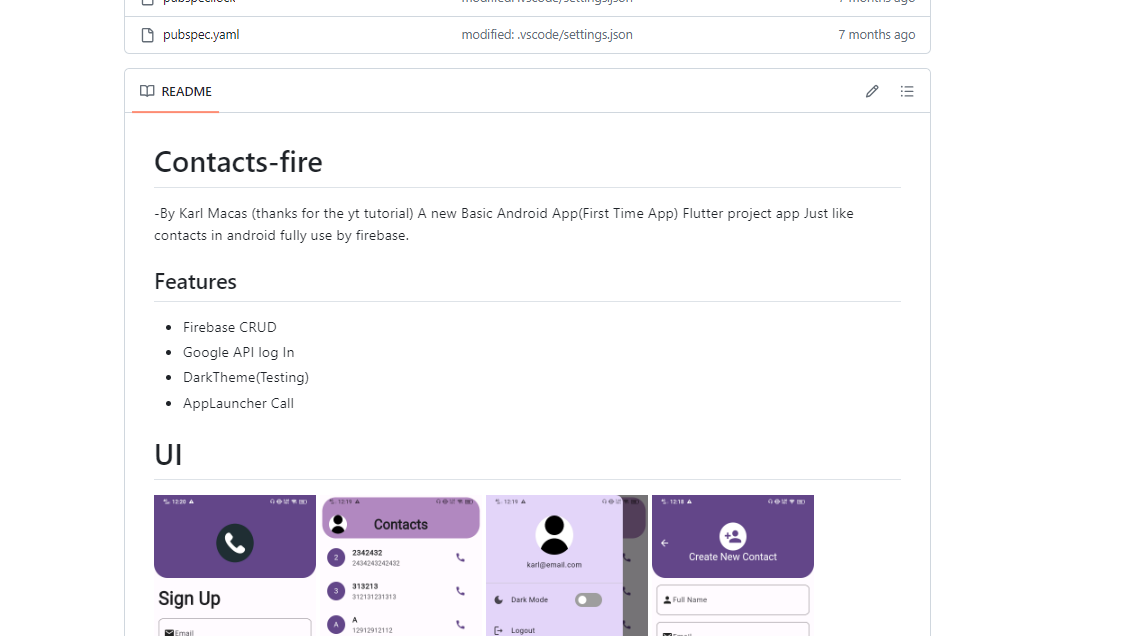 pubspec.lock modified: .vscode/settings.json 7 months ago
pubspec.yaml modified: .vscode/settings.json 7 months ago
README
Contacts-fire
-By Karl Macas (thanks for the yt tutorial) A new Basic Android App(First Time App) Flutter project app Just like
contacts in android fully use by firebase.
Features
Firebase CRUD
Google API log In
DarkTheme(Testing)
AppLauncher Call
UI
12:20
Sign Up
Email
12:19
Contacts
2
2342432
2434243242432
3
313213
312131231313
A
A
12912912112
12:19
karl@email.com
Dark Mode
Logout
12:18
Create New Contact
Full Name
Email